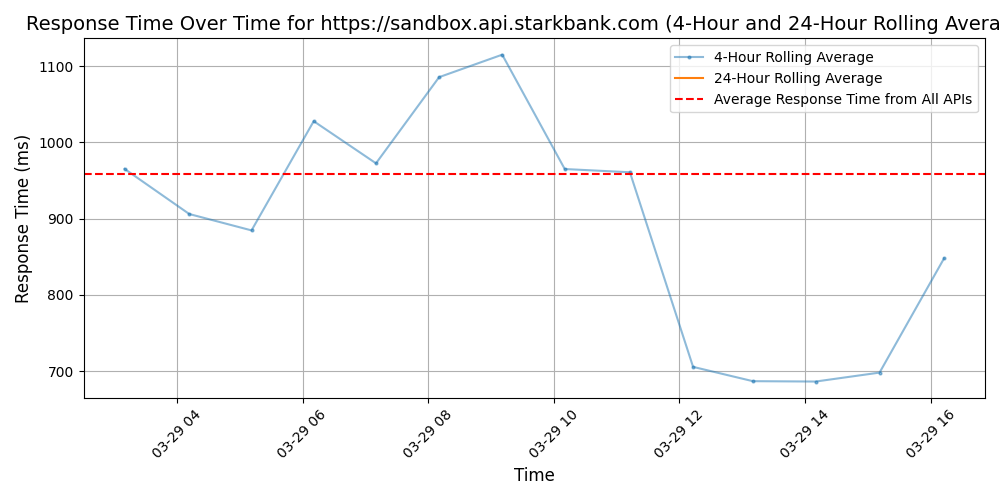 Response Time Over Time for https://sandbox.api.starkbank.com (4-Hour and 24-Hour Rolling Avera
4-Hour Rolling Average
24-Hour Rolling Average
Average Response Time from All APIs
Response Time (ms)
1100
1000
900
800
700
03-29 04
03-29 06
03-29 08
03-29 10
03-29 12
03-29 14
03-29 16
Time